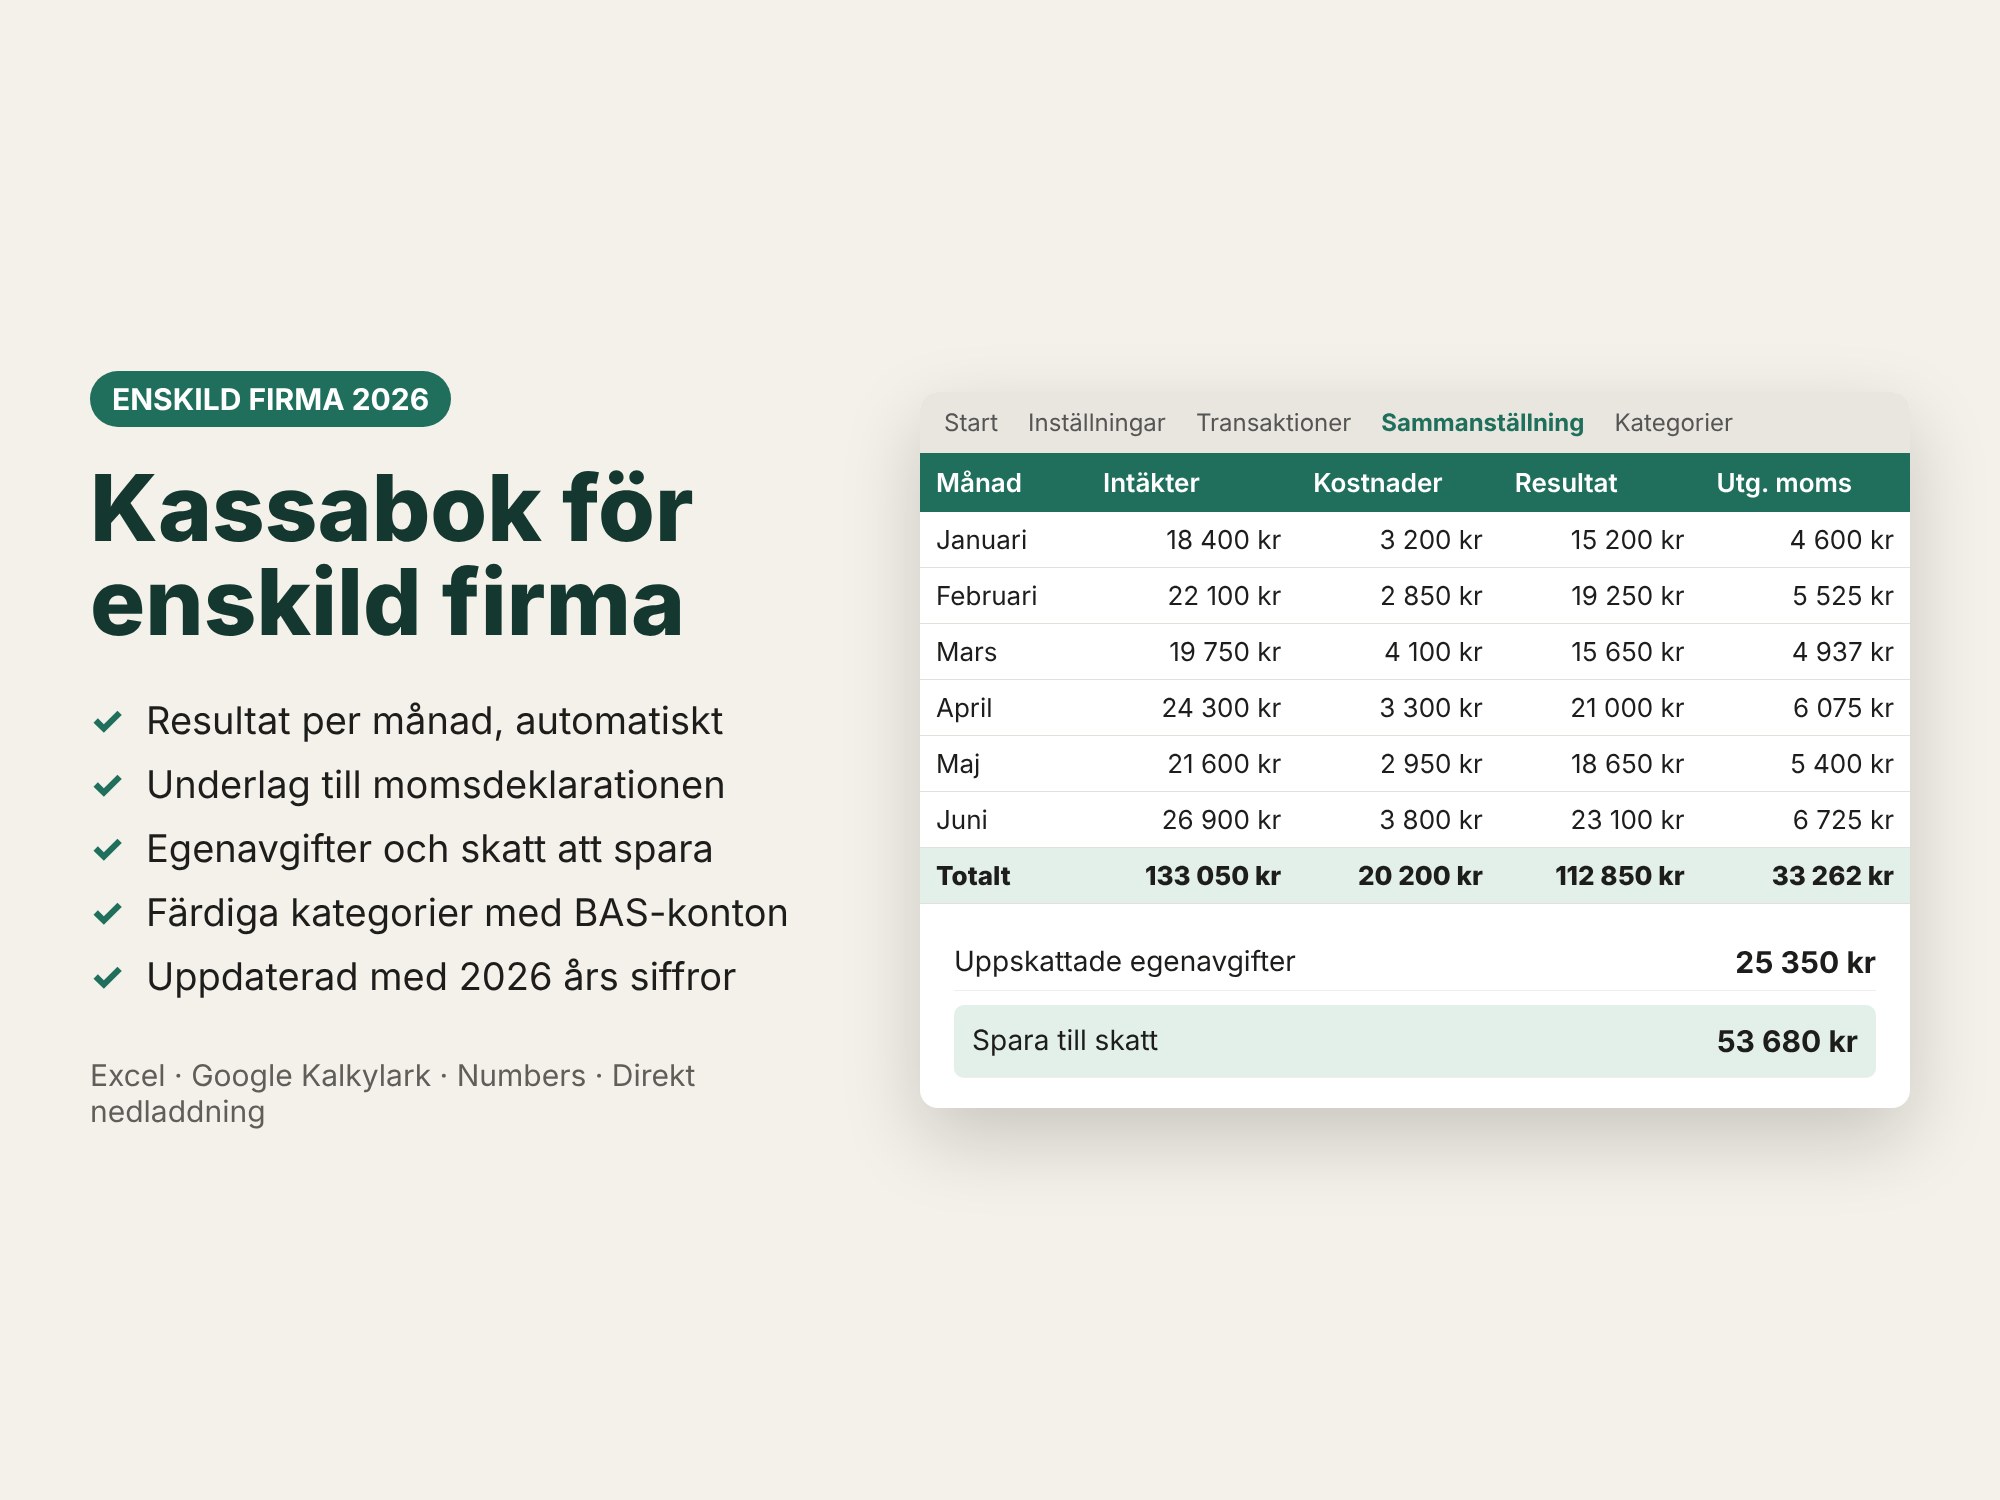 ENSKILD FIRMA 2026
Kassabok för
enskild firma
✓ Resultat per månad, automatiskt
✓ Underlag till momsdeklarationen
✓ Egenavgifter och skatt att spara
✓ Färdiga kategorier med BAS-konton
✓ Uppdaterad med 2026 års siffror
Excel · Google Kalkylark · Numbers · Direkt
nedladdning
Start Inställningar Transaktioner Sammanställning Kategorier
Månad Intäkter Kostnader Resultat Utg. moms
Januari 18 400 kr 3 200 kr 15 200 kr 4 600 kr
Februari 22 100 kr 2 850 kr 19 250 kr 5 525 kr
Mars 19 750 kr 4 100 kr 15 650 kr 4 937 kr
April 24 300 kr 3 300 kr 21 000 kr 6 075 kr
Maj 21 600 kr 2 950 kr 18 650 kr 5 400 kr
Juni 26 900 kr 3 800 kr 23 100 kr 6 725 kr
Totalt 133 050 kr 20 200 kr 112 850 kr 33 262 kr
Uppskattade egenavgifter 25 350 kr
Spara till skatt 53 680 kr